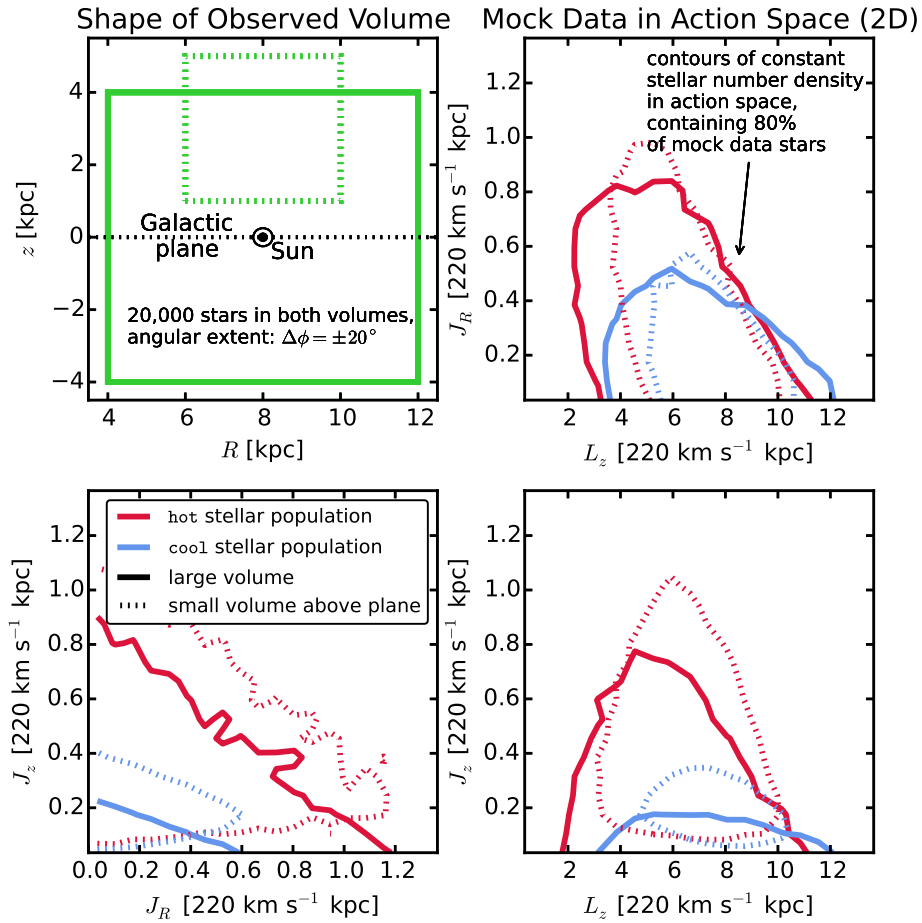 Shape of Observed Volume
4
2
0
−2
−4
z [kpc]
Galactic
plane
Sun
20,000 stars in both volumes,
angular extent: Δϕ = ±20°
4 6 8 10 12
R [kpc]
Mock Data in Action Space (2D)
contours of constant
stellar number density
in action space,
containing 80%
of mock data stars
1.2
1.0
0.8
0.6
0.4
0.2
J_R [220 km s⁻¹ kpc]
2 4 6 8 10 12
L_z [220 km s⁻¹ kpc]
hot stellar population
cool stellar population
large volume
small volume above plane
1.2
1.0
0.8
0.6
0.4
0.2
J_z [220 km s⁻¹ kpc]
0.0 0.2 0.4 0.6 0.8 1.0 1.2
J_R [220 km s⁻¹ kpc]
1.2
1.0
0.8
0.6
0.4
0.2
J_z [220 km s⁻¹ kpc]
2 4 6 8 10 12
L_z [220 km s⁻¹ kpc]